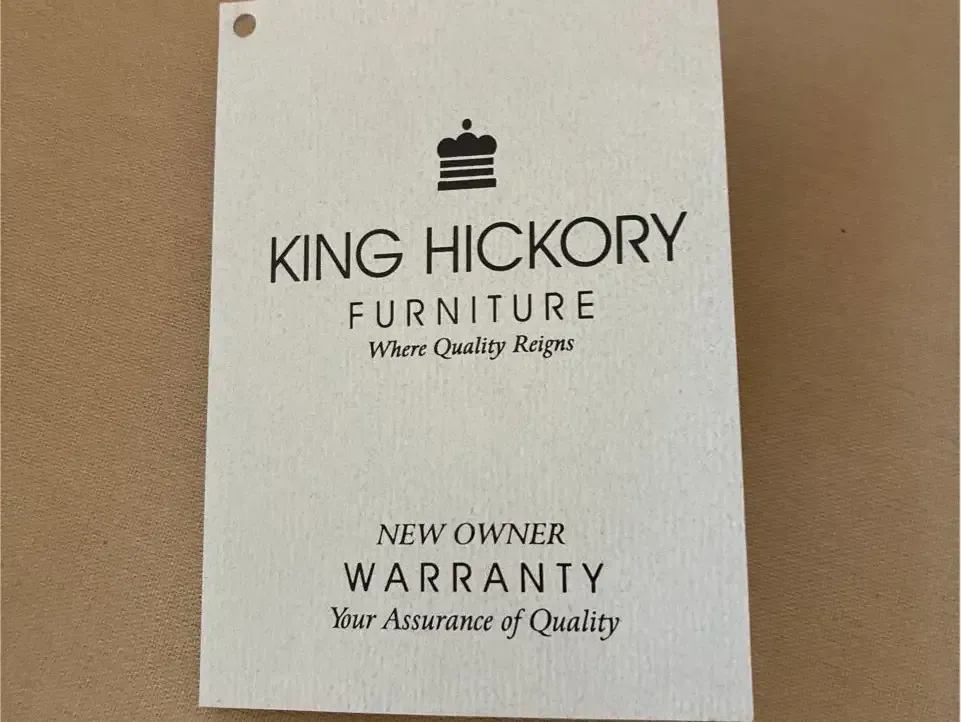 KING HICKORY
FURNITURE
Where Quality Reigns
NEW OWNER
WARRANTY
Your Assurance of Quality